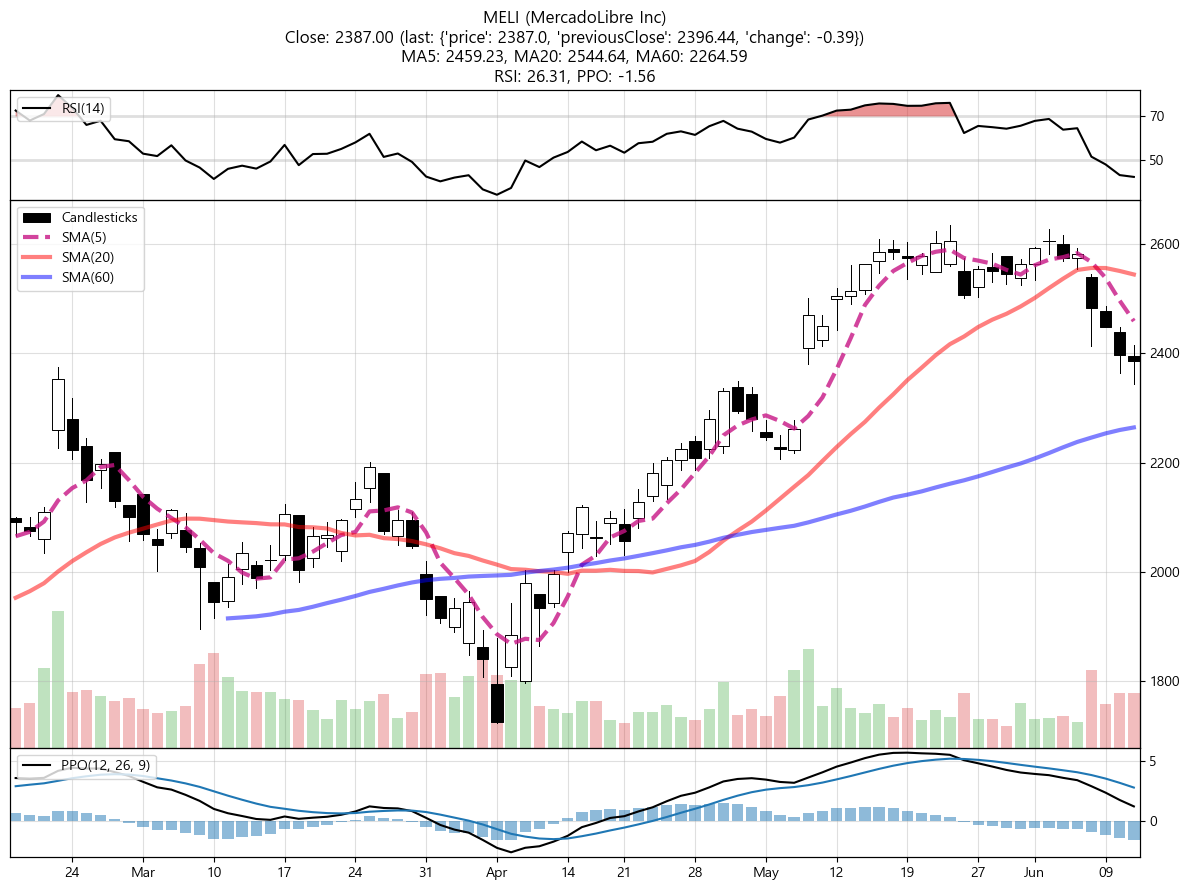 MELI (MercadoLibre Inc)
Close: 2387.00 (last: {'price': 2387.0, 'previousClose': 2396.44, 'change': -0.39})
MA5: 2459.23, MA20: 2544.64, MA60: 2264.59
RSI: 26.31, PPO: -1.56
RSI(14)
70
50
Candlesticks
SMA(5)
SMA(20)
SMA(60)
2600
2400
2200
2000
1800
PPO(12, 26, 9)
5
0
24 Mar 10 17 24 31 Apr 14 21 28 May 12 19 27 Jun 09